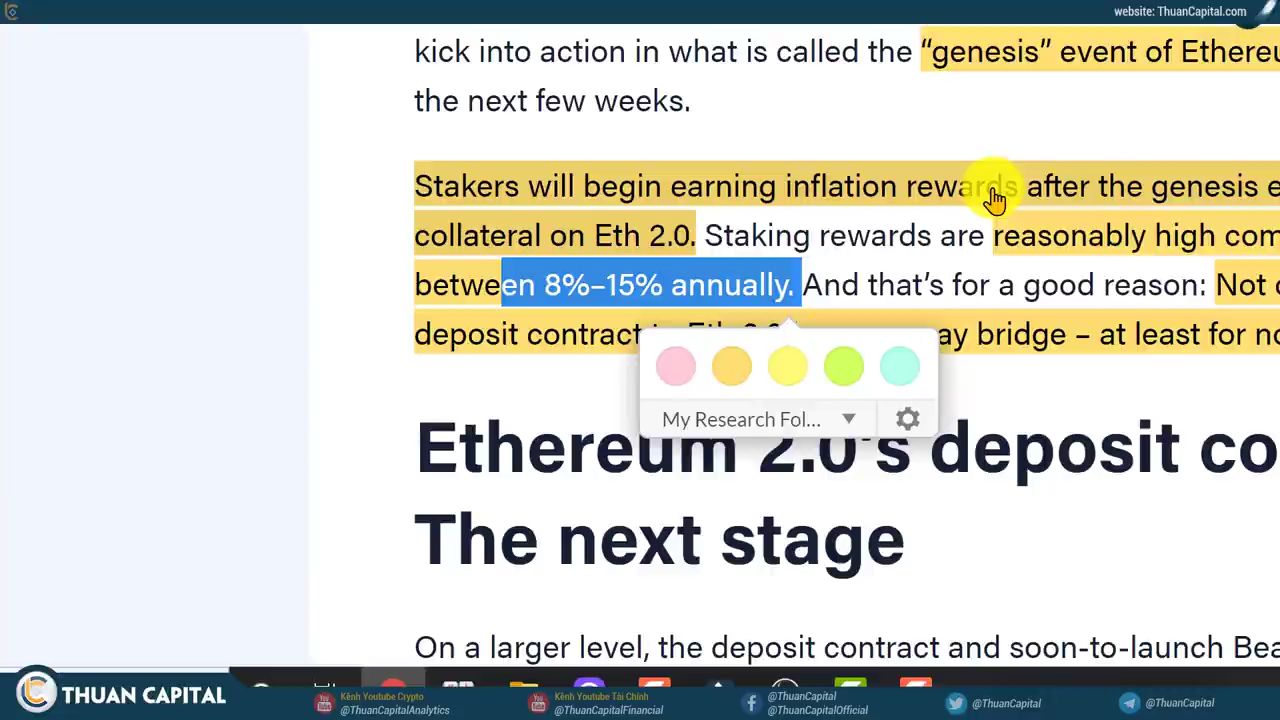 website: ThuanCapital.com
kick into action in what is called the “genesis” event of Ethereu
the next few weeks.
Stakers will begin earning inflation rewards after the genesis e
collateral on Eth 2.0. Staking rewards are reasonably high com
between 8%–15% annually. And that’s for a good reason: Not
deposit contract ay bridge – at least for no
My Research Fol...
Ethereum 2.0’s deposit co
The next stage
On a larger level, the deposit contract and soon-to-launch Bea
THUAN CAPITAL
Kênh Youtube Crypto
@ThuanCapitalAnalytics
Kênh Youtube Tài Chính
@ThuanCapitalFinancial
@ThuanCapital
@ThuanCapitalOfficial
@ThuanCapital
@ThuanCapital